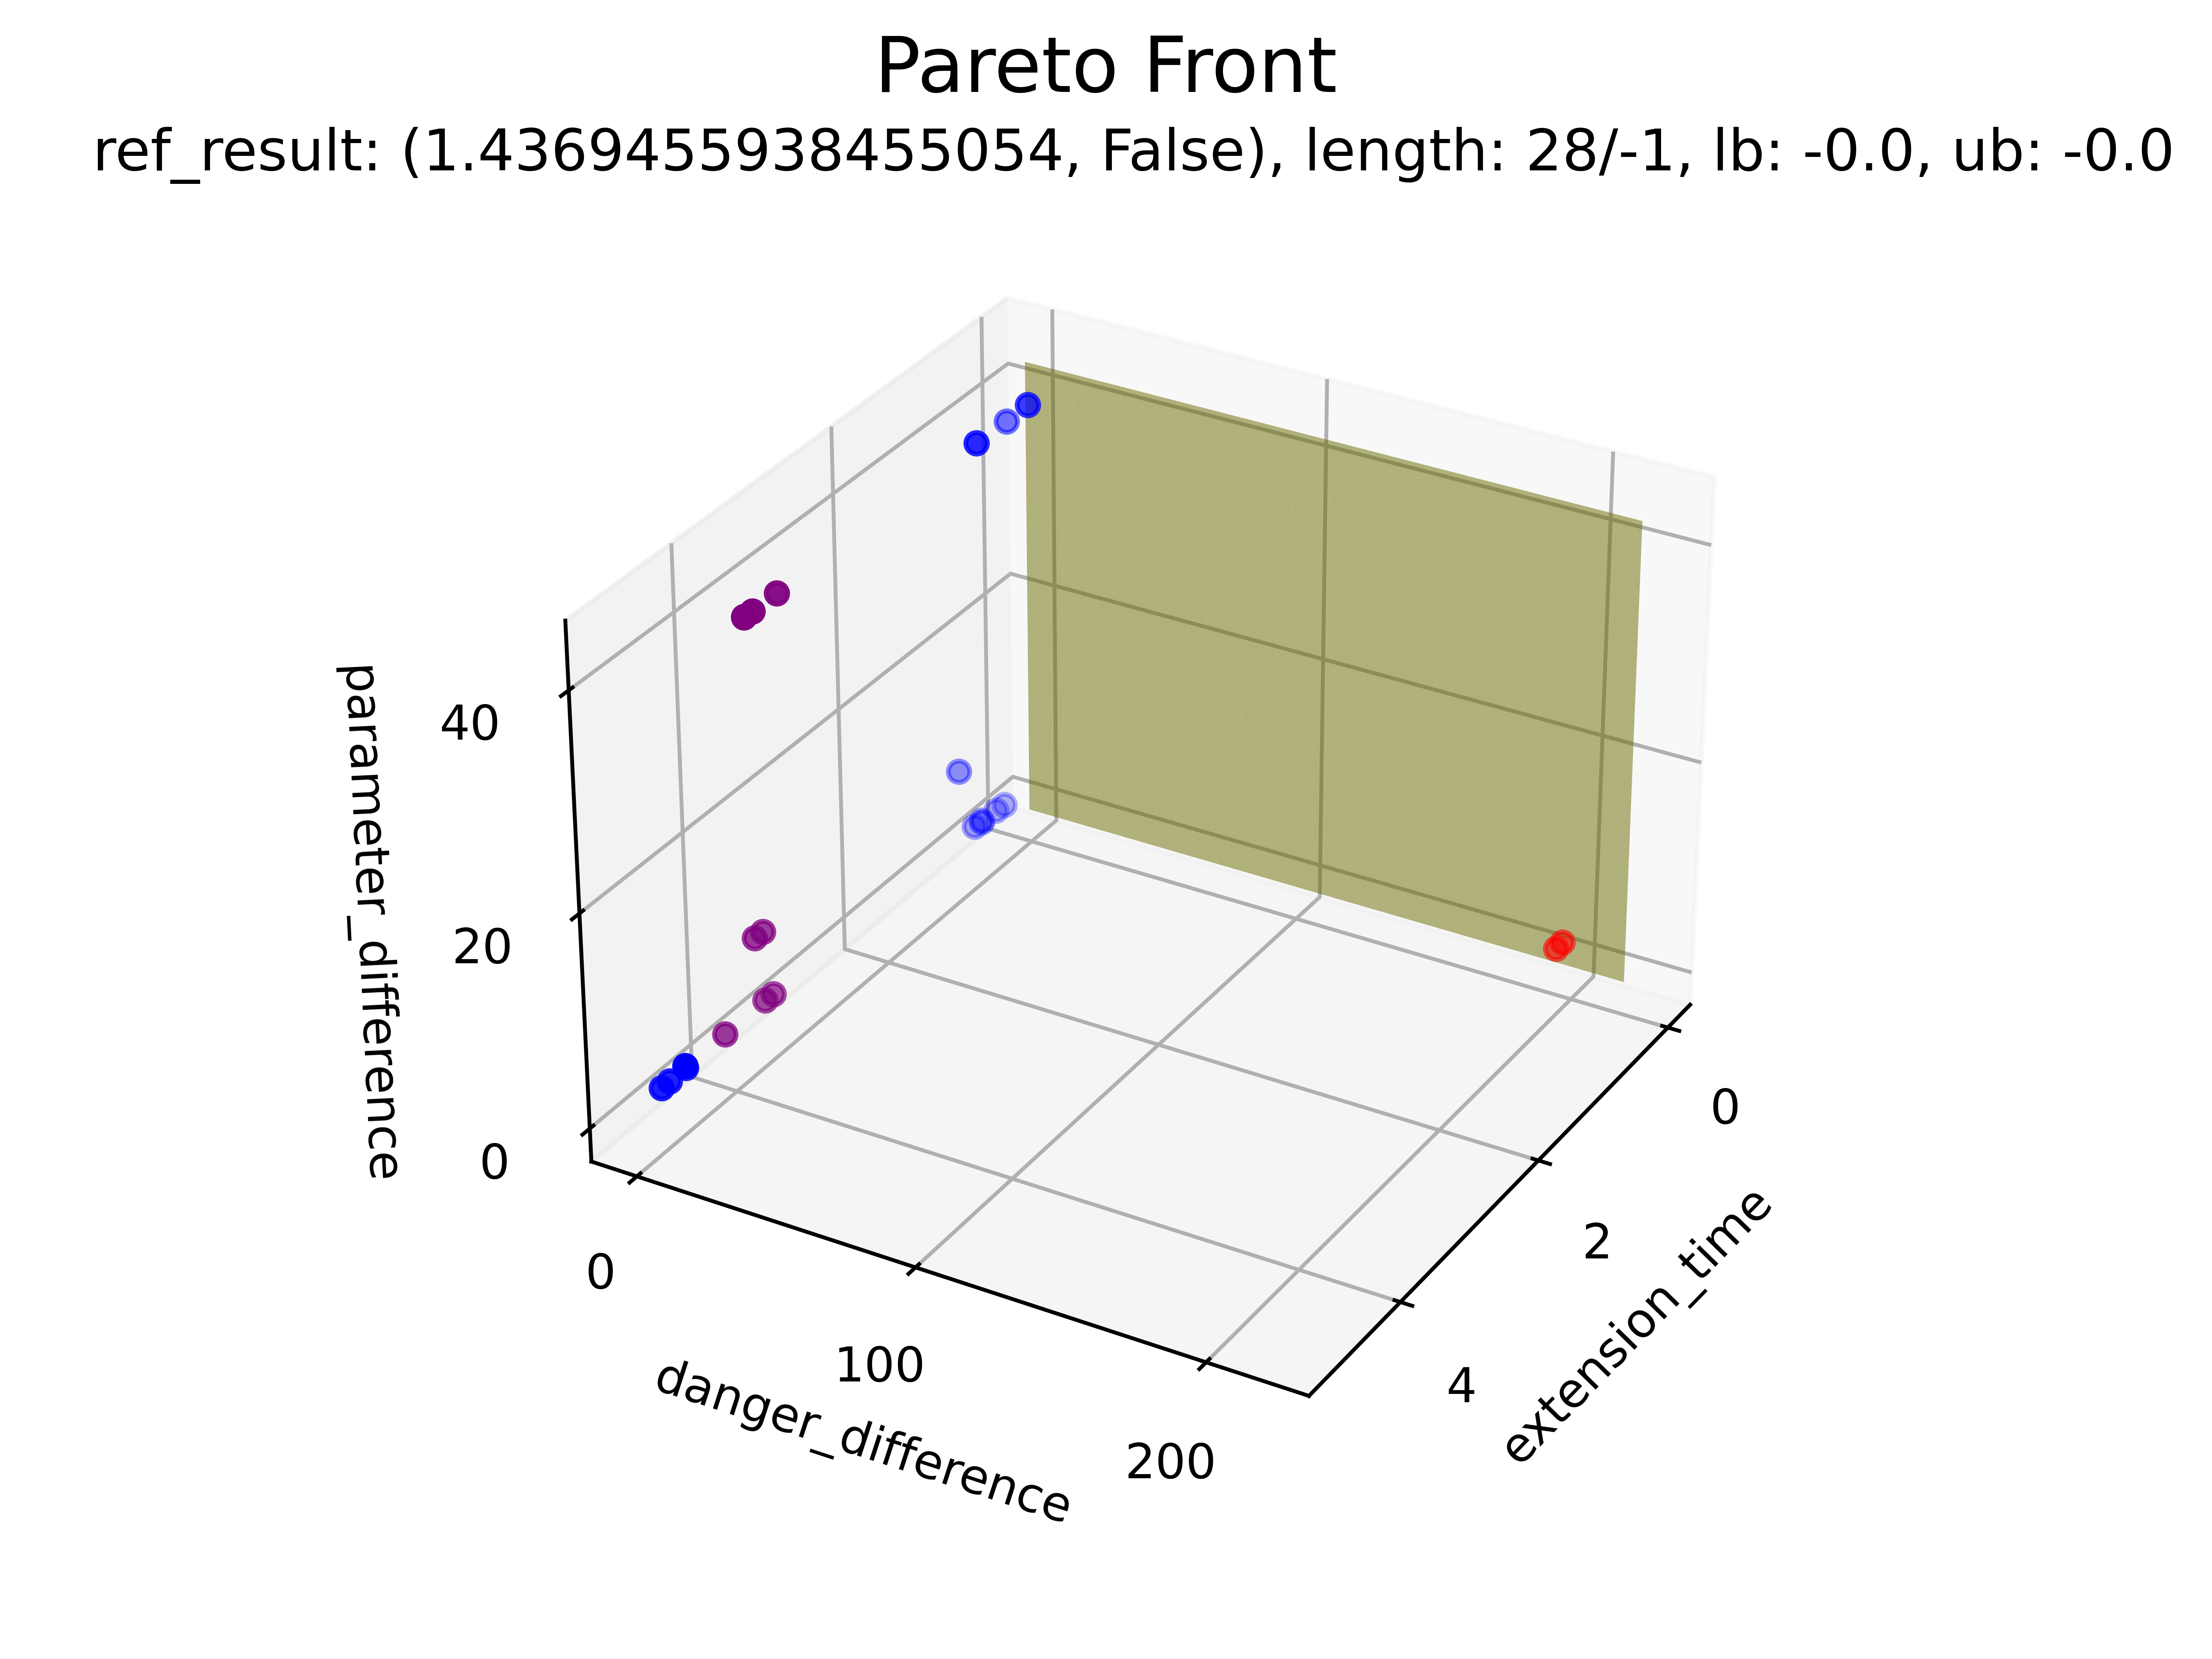 Pareto Front
ref_result: (1.4369455938455054, False), length: 28/-1, lb: -0.0, ub: -0.0
parameter_difference
40
20
0
0
100
200
danger_difference
0
2
4
extension_time